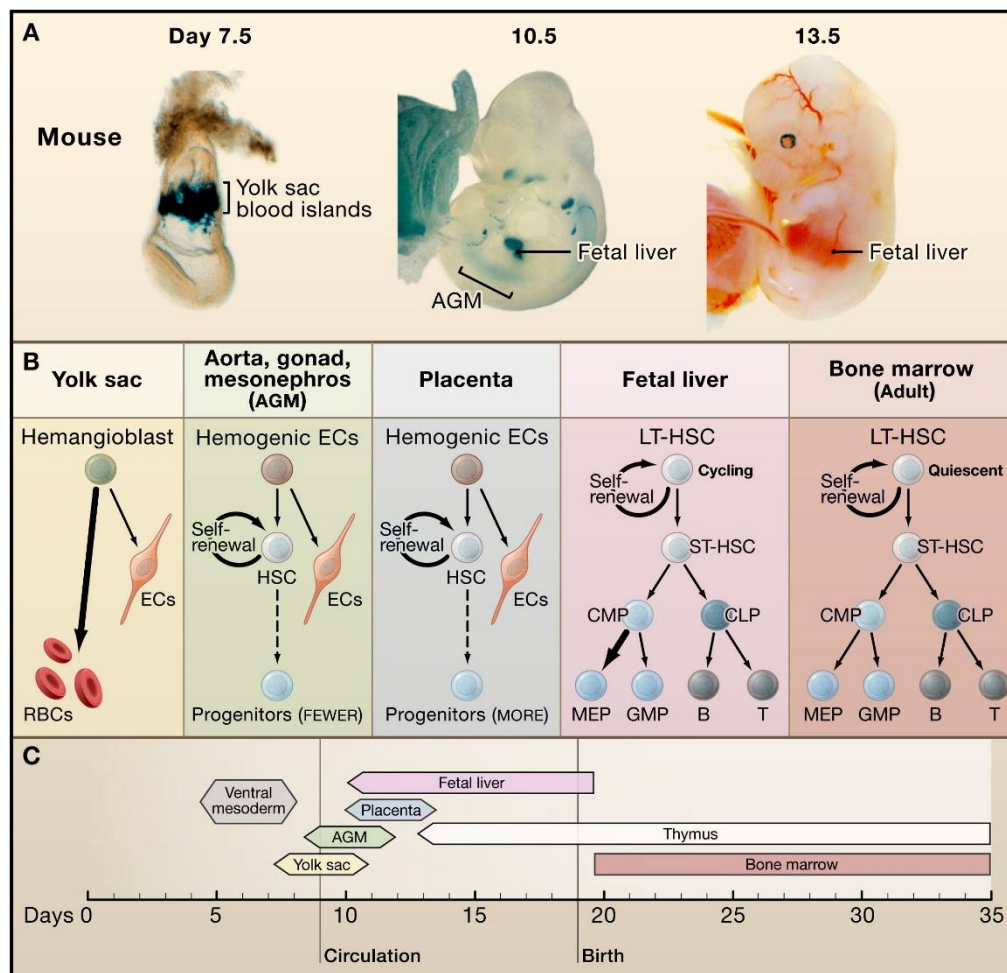 A
Day 7.5
10.5
13.5
Mouse
Yolk sac
blood islands
Fetal liver
AGM
Fetal liver
B
Yolk sac
Aorta, gonad,
mesonephros
(AGM)
Placenta
Fetal liver
Bone marrow
(Adult)
Hemangioblast
ECs
RBCs
Hemogenic ECs
Self-
renewal
HSC
ECs
Progenitors (FEWER)
Hemogenic ECs
Self-
renewal
HSC
ECs
Progenitors (MORE)
LT-HSC
Cycling
Self-
renewal
ST-HSC
CMP
CLP
MEP
GMP
B
T
LT-HSC
Quiescent
Self-
renewal
ST-HSC
CMP
CLP
MEP
GMP
B
T
C
Ventral
mesoderm
Fetal liver
Placenta
AGM
Thymus
Yolk sac
Bone marrow
Days 0 5 10 15 20 25 30 35
Circulation
Birth